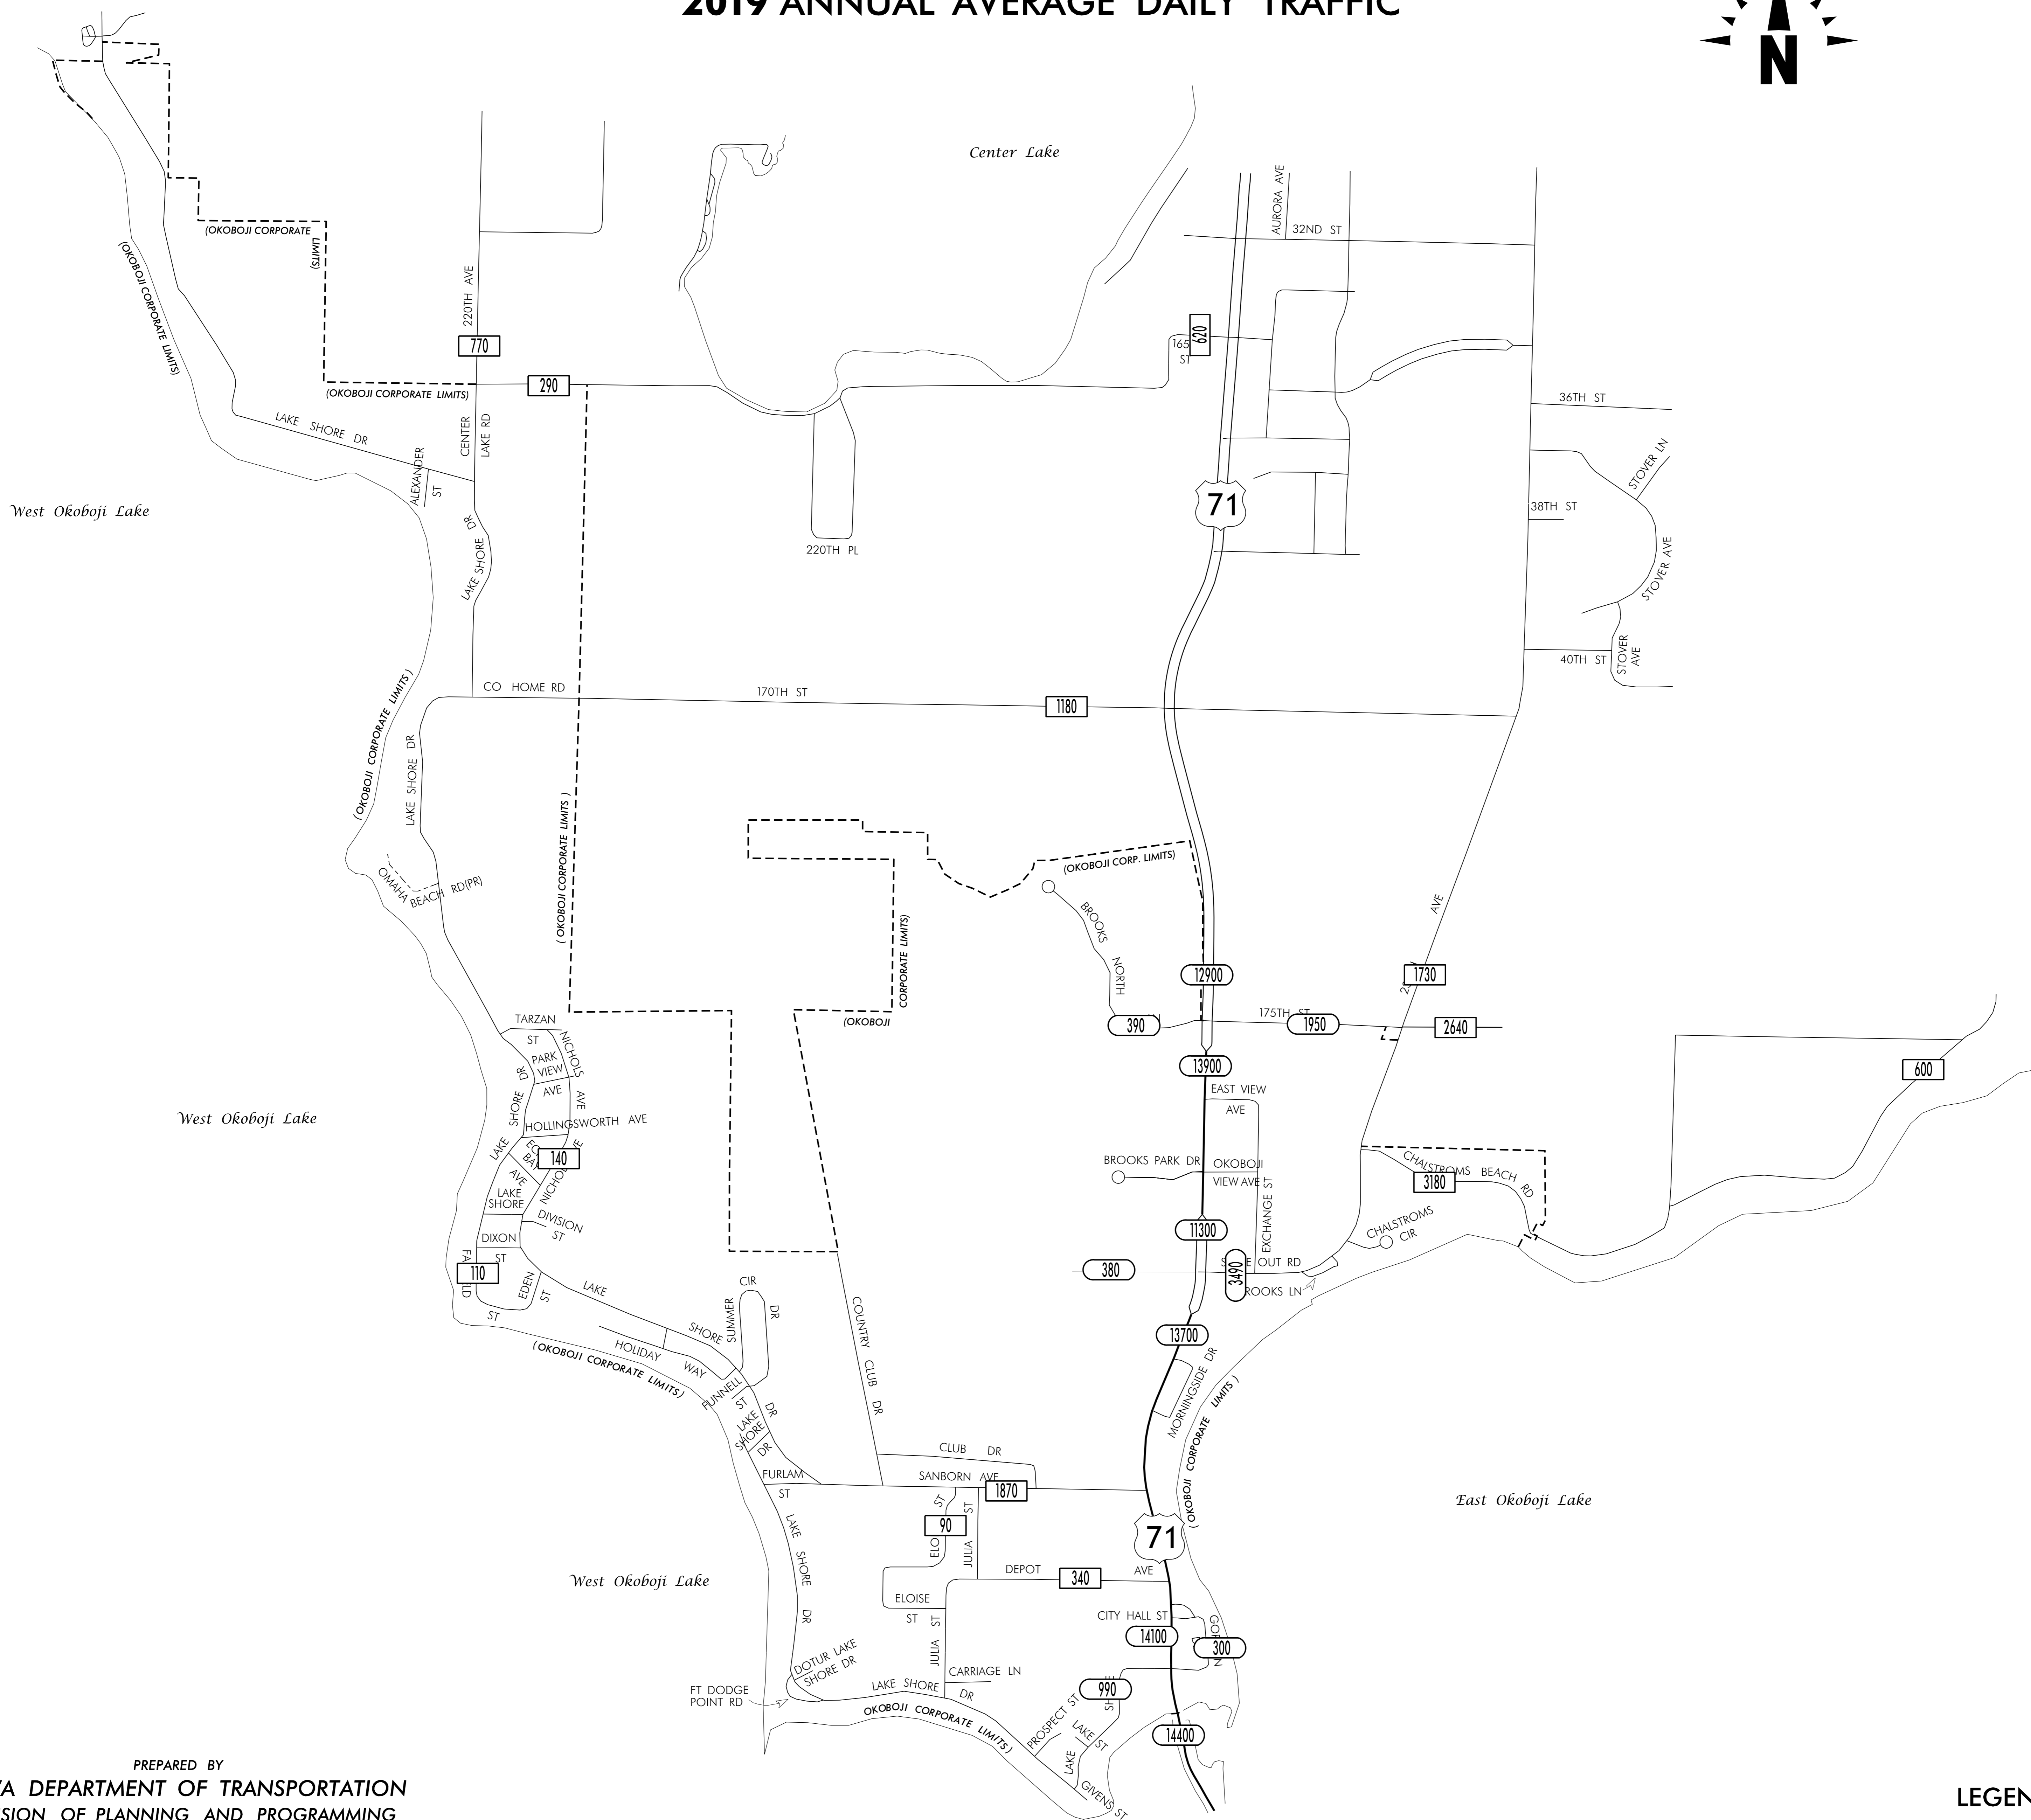 2019 ANNUAL AVERAGE DAILY TRAFFIC
N
Center Lake
AURORA AVE
32ND ST
(OKOBOJI CORPORATE
LIMITS)
(OKOBOJI CORPORATE LIMITS)
220TH AVE
770
620
165
ST
290
(OKOBOJI CORPORATE LIMITS)
36TH ST
LAKE SHORE DR
CENTER
LAKE RD
ALEXANDER
ST
STOVER LN
71
38TH ST
West Okoboji Lake
DR
LAKE SHORE
220TH PL
STOVER AVE
STOVER
AVE
40TH ST
CO HOME RD
170TH ST
1180
(OKOBOJI CORPORATE LIMITS)
LAKE SHORE DR
(OKOBOJI CORPORATE LIMITS)
(OKOBOJI CORP. LIMITS)
OMAHA
BEACH RD(PR)
BROOKS
NORTH
AVE
CORPORATE LIMITS)
(OKOBOJI
12900
1730
390
175TH ST
1950
2640
TARZAN
ST
NICHOLS
AVE
PARK
VIEW
AVE
SHORE
DR
13900
600
EAST VIEW
AVE
West Okoboji Lake
HOLLINGSWORTH AVE
LAKE
AVE
140
BROOKS PARK DR
OKOBOJI
VIEW AVE
CHALSTROMS BEACH
RD
3180
LAKE
SHORE
DIVISION
ST
EXCHANGE ST
CHALSTROMS
CIR
11300
DIXON
ST
110
EDEN
ST
ST
380
3490
OUT RD
LAKE
SHORE
CIR
SUMMER
DR
13700
HOLIDAY
WAY
(OKOBOJI CORPORATE LIMITS)
COUNTRY CLUB DR
MORNINGSIDE DR
(OKOBOJI CORPORATE LIMITS)
FUNNELL
ST
DR
LAKE
SHORE
DR
CLUB DR
FURLAM
ST
SANBORN AVE
1870
East Okoboji Lake
ST
90
JULIA ST
71
LAKE SHORE DR
DEPOT
340
AVE
West Okoboji Lake
ELOISE
ST
JULIA ST
CITY HALL ST
14100
300
DOTUR LAKE
SHORE DR
CARRIAGE LN
FT DODGE
POINT RD
LAKE SHORE
DR
990
OKOBOJI CORPORATE LIMITS)
PROSPECT ST
LAKE ST
LAKE
14400
GIVENS ST
PREPARED BY
DEPARTMENT OF TRANSPORTATION
OF PLANNING AND PROGRAMMING